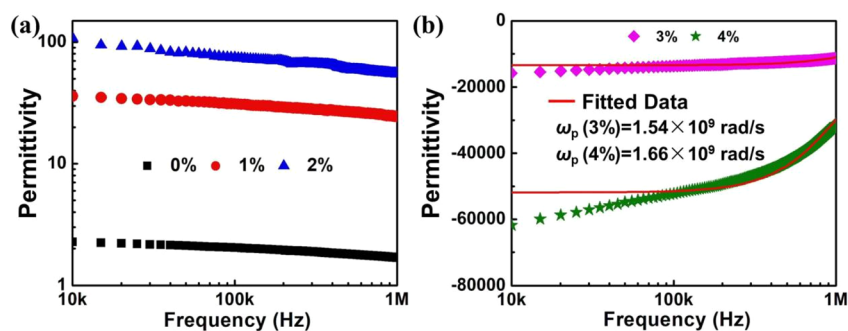 (a)
100
10
1
Permittivity
0% 1% 2%
10k 100k 1M
Frequency (Hz)
(b)
0
-20000
-40000
-60000
-80000
Permittivity
3% 4%
Fitted Data
ωp (3%)=1.54×10⁹ rad/s
ωp (4%)=1.66×10⁹ rad/s
10k 100k 1M
Frequency (Hz)